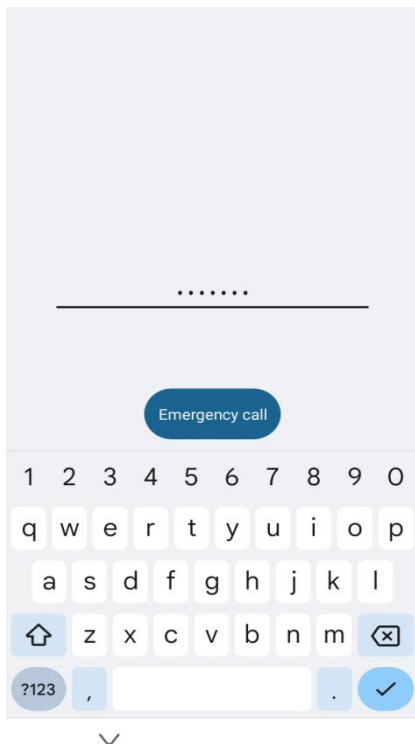 •••••••
Emergency call
1 2 3 4 5 6 7 8 9 0
q w e r t y u i o p
a s d f g h j k l
z x c v b n m
?123 , .